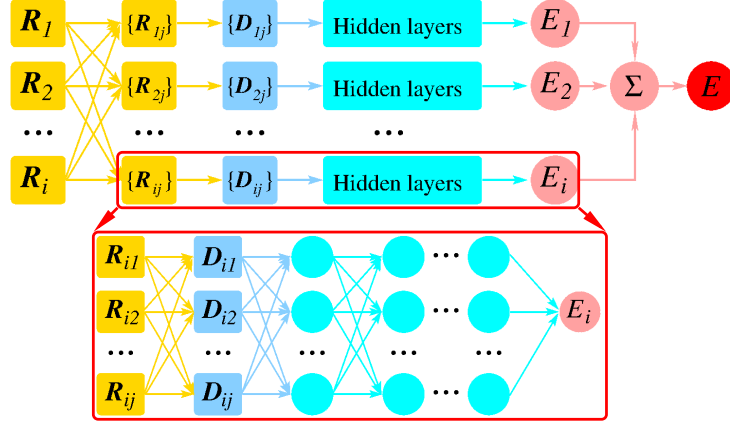 R1 {R1j} {D1j} Hidden layers E1
R2 {R2j} {D2j} Hidden layers E2 Σ E
... ... ... ...
Ri {Rij} {Dij} Hidden layers Ei
Ri1 Di1 ...
Ri2 Di2 ... Ei
... ... ... ... ...
Rij Dij ...